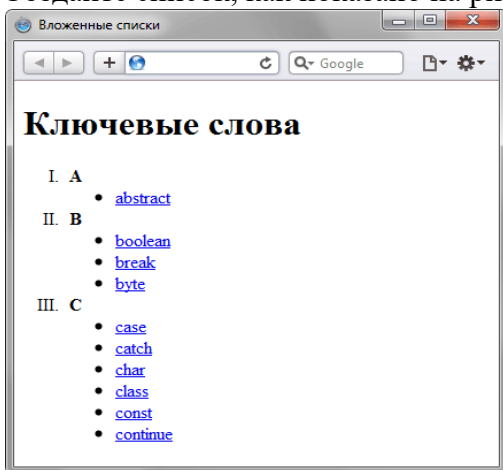 Создайте список, как показано на ри
Вложенные списки
Google
Ключевые слова
I. A
• abstract
II. B
• boolean
• break
• byte
III. C
• case
• catch
• char
• class
• const
• continue